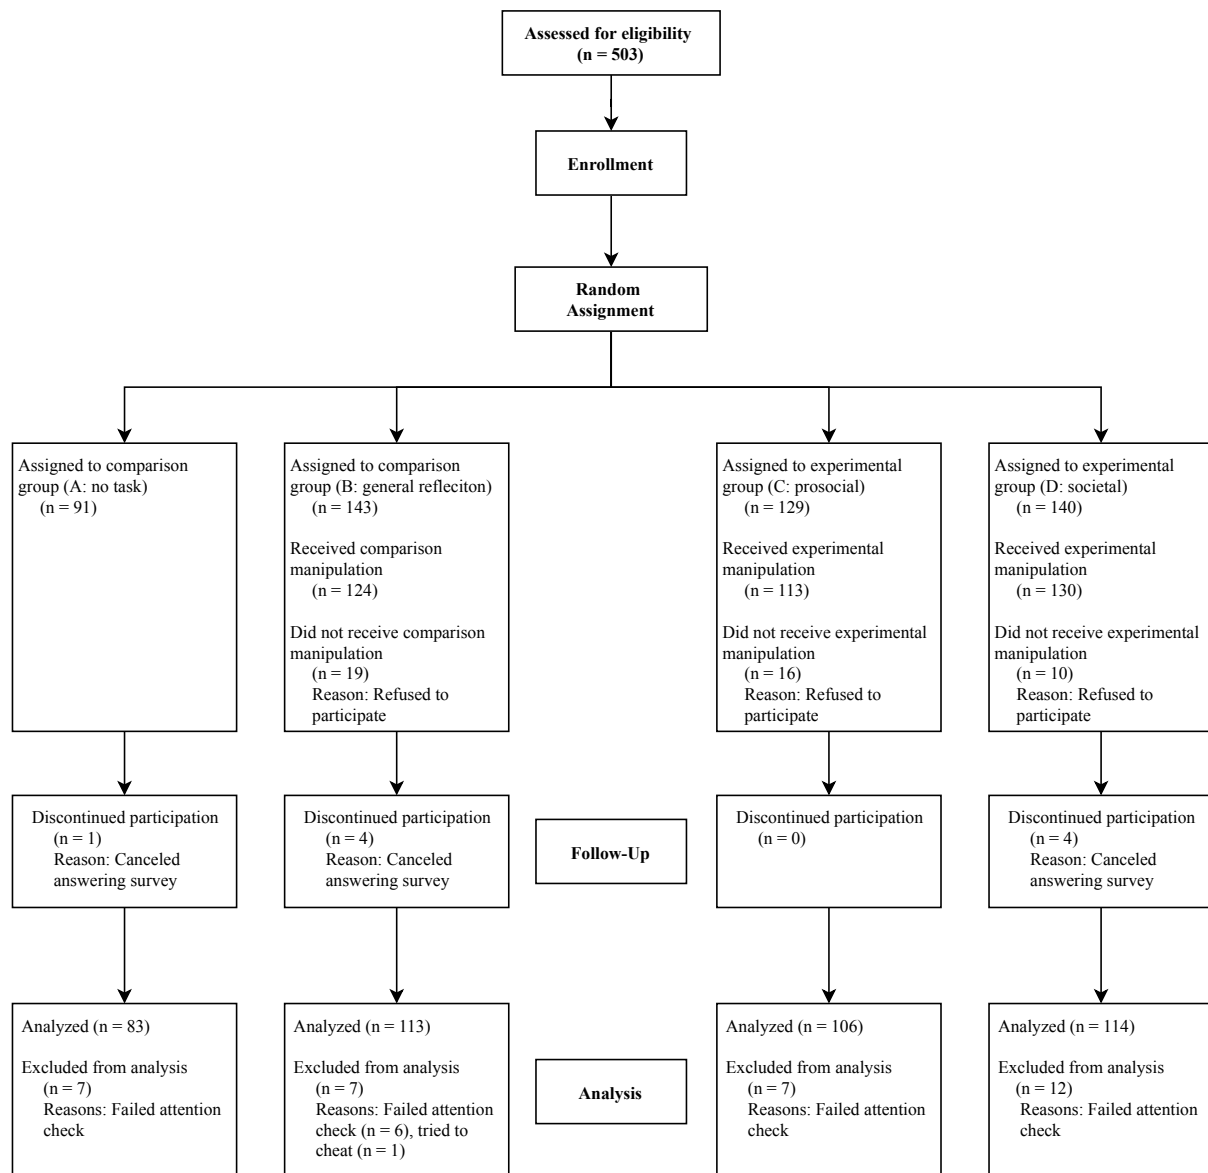 Assessed for eligibility
(n = 503)
Enrollment
Random
Assignment
Assigned to comparison
group (A: no task)
(n = 91)
Assigned to comparison
group (B: general refleciton)
(n = 143)
Received comparison
manipulation
(n = 124)
Did not receive comparison
manipulation
(n = 19)
Reason: Refused to
participate
Assigned to experimental
group (C: prosocial)
(n = 129)
Received experimental
manipulation
(n = 113)
Did not receive experimental
manipulation
(n = 16)
Reason: Refused to
participate
Assigned to experimental
group (D: societal)
(n = 140)
Received experimental
manipulation
(n = 130)
Did not receive experimental
manipulation
(n = 10)
Reason: Refused to
participate
Discontinued participation
(n = 1)
Reason: Canceled
answering survey
Discontinued participation
(n = 4)
Reason: Canceled
answering survey
Follow-Up
Discontinued participation
(n = 0)
Discontinued participation
(n = 4)
Reason: Canceled
answering survey
Analyzed (n = 83)
Excluded from analysis
(n = 7)
Reasons: Failed attention
check
Analyzed (n = 113)
Excluded from analysis
(n = 7)
Reasons: Failed attention
check (n = 6), tried to
cheat (n = 1)
Analysis
Analyzed (n = 106)
Excluded from analysis
(n = 7)
Reasons: Failed attention
check
Analyzed (n = 114)
Excluded from analysis
(n = 12)
Reasons: Failed attention
check